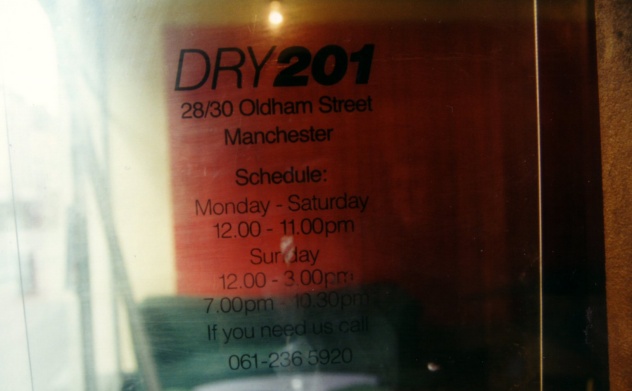 DRY201
28/30 Oldham Street
Manchester
Schedule:
Monday - Saturday
12.00 - 11.00pm
Sunday
12.00 - 3.00pm
7.00pm - 10.30pm
If you need us call
061-236 5920